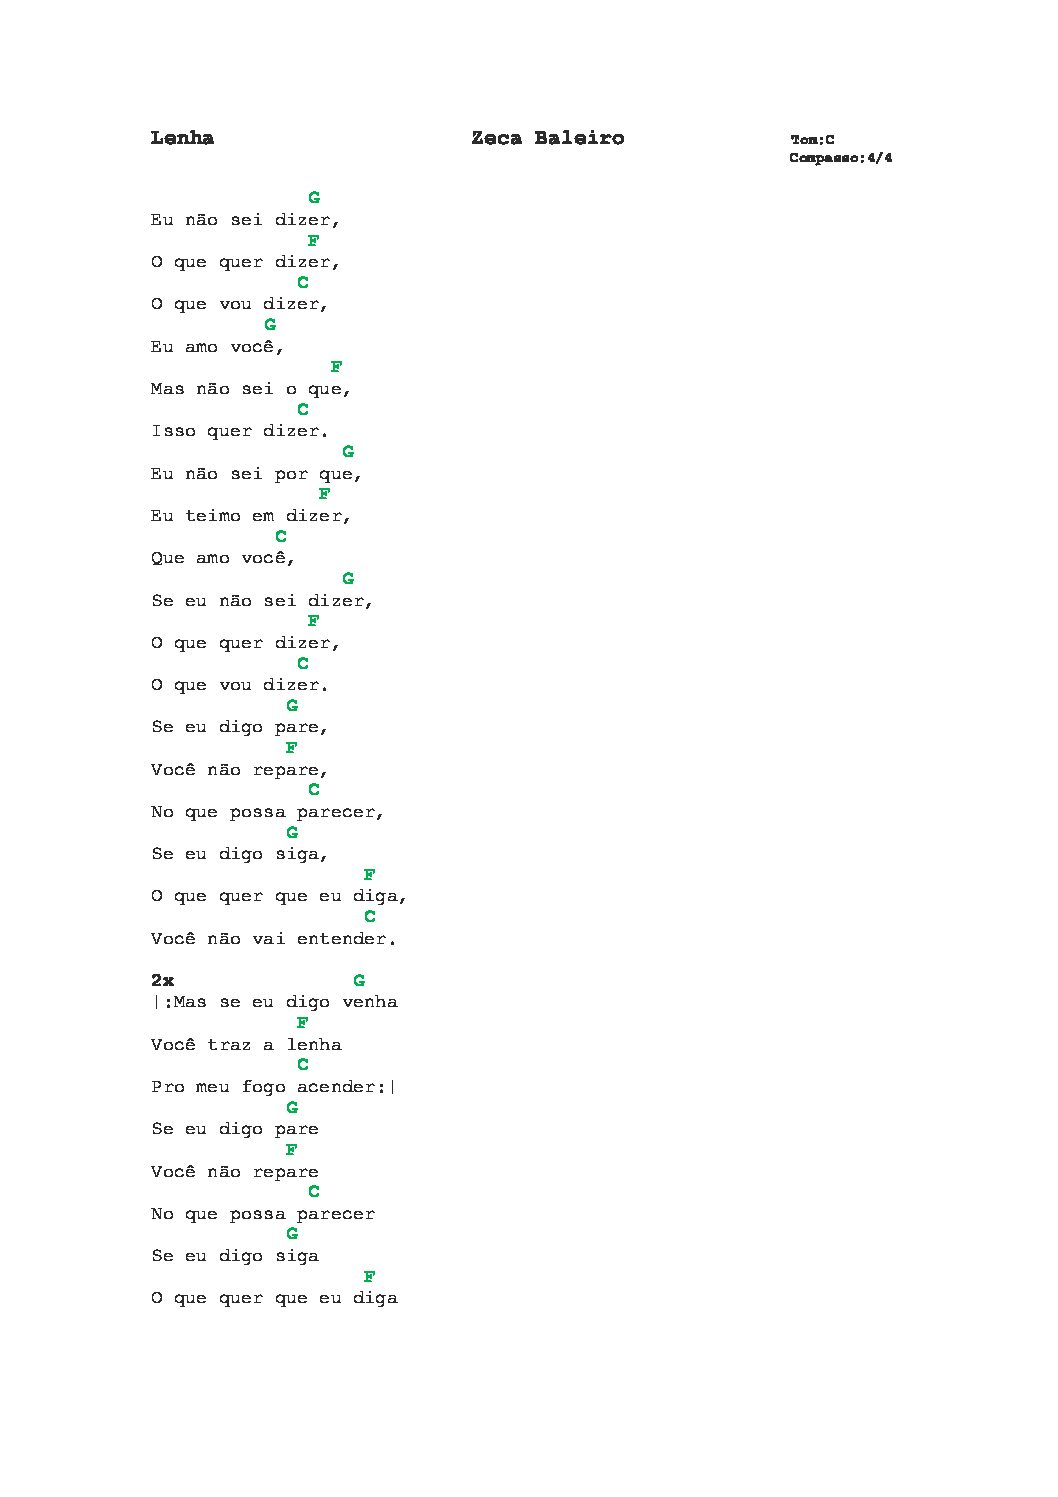 Lenha Zeca Baleiro Tom:C
Compasso:4/4
G
Eu não sei dizer,
F
O que quer dizer,
C
O que vou dizer,
G
Eu amo você,
F
Mas não sei o que,
C
Isso quer dizer.
G
Eu não sei por que,
F
Eu teimo em dizer,
C
Que amo você,
G
Se eu não sei dizer,
F
O que quer dizer,
C
O que vou dizer.
G
Se eu digo pare,
F
Você não repare,
C
No que possa parecer,
G
Se eu digo siga,
F
O que quer que eu diga,
C
Você não vai entender.
2x G
|:Mas se eu digo venha
F
Você traz a lenha
C
Pro meu fogo acender:|
G
Se eu digo pare
F
Você não repare
C
No que possa parecer
G
Se eu digo siga
F
O que quer que eu diga